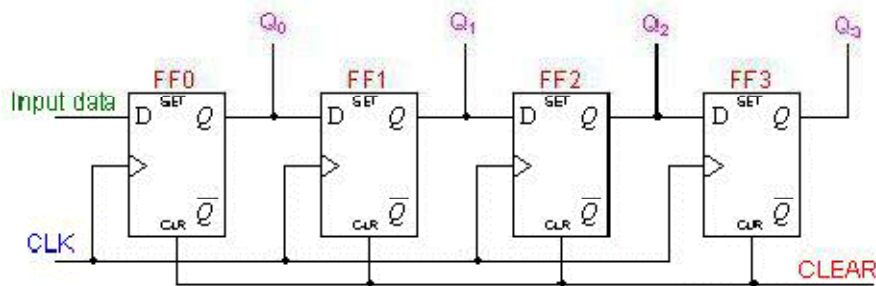 Q0 Q1 Q2 Q3
FF0 FF1 FF2 FF3
Input data
D SET Q D SET Q D SET Q D SET Q
Q Q Q Q
CLR CLR CLR CLR
CLK
CLEAR